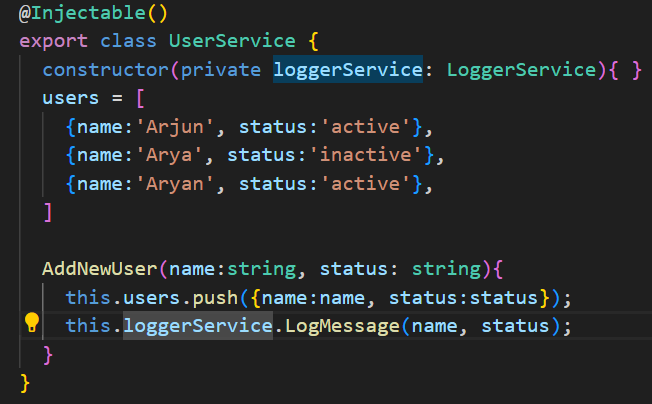 @Injectable()
export class UserService {
constructor(private loggerService: LoggerService){ }
users = [
{name:'Arjun', status:'active'},
{name:'Arya', status:'inactive'},
{name:'Aryan', status:'active'},
]
AddNewUser(name:string, status: string){
this.users.push({name:name, status:status});
this.loggerService.LogMessage(name, status);
}
}